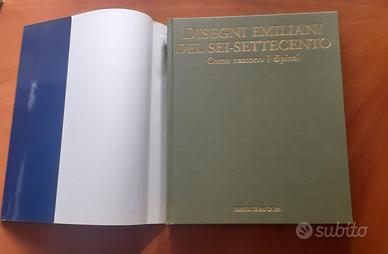 DISEGNI EMILIANI
DEL SEI-SETTECENTO
Come nascono i dipinti
subito